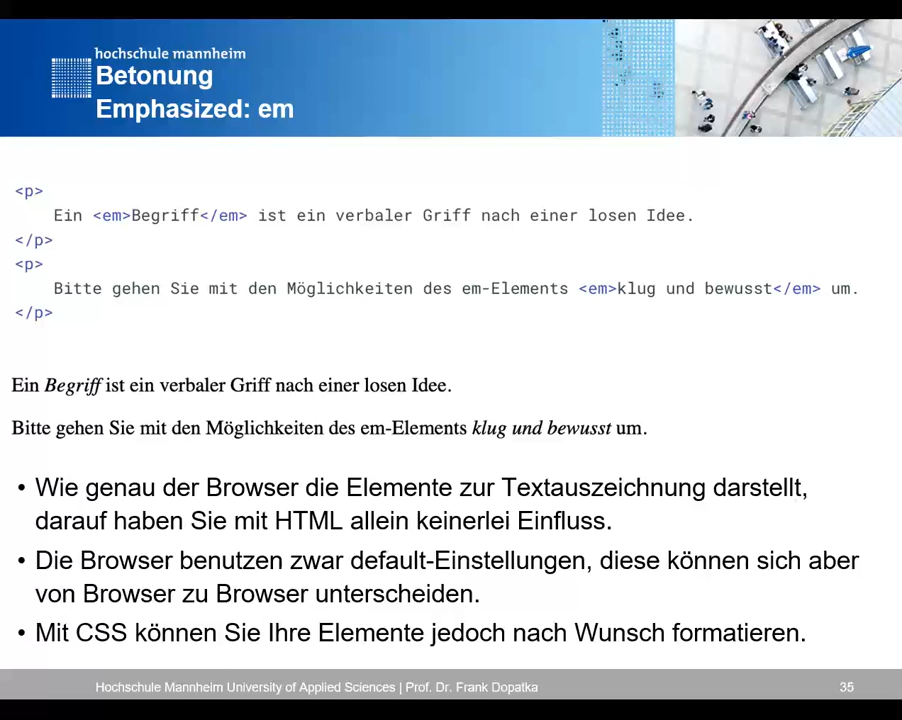 hochschule mannheim
Betonung
Emphasized: em
<p>
Ein <em>Begriff</em> ist ein verbaler Griff nach einer losen Idee.
</p>
<p>
Bitte gehen Sie mit den Möglichkeiten des em-Elements <em>klug und bewusst</em> um.
</p>
Ein Begriff ist ein verbaler Griff nach einer losen Idee.
Bitte gehen Sie mit den Möglichkeiten des em-Elements klug und bewusst um.
• Wie genau der Browser die Elemente zur Textauszeichnung darstellt,
darauf haben Sie mit HTML allein keinerlei Einfluss.
• Die Browser benutzen zwar default-Einstellungen, diese können sich aber
von Browser zu Browser unterscheiden.
• Mit CSS können Sie Ihre Elemente jedoch nach Wunsch formatieren.
Hochschule Mannheim University of Applied Sciences | Prof. Dr. Frank Dopatka
35